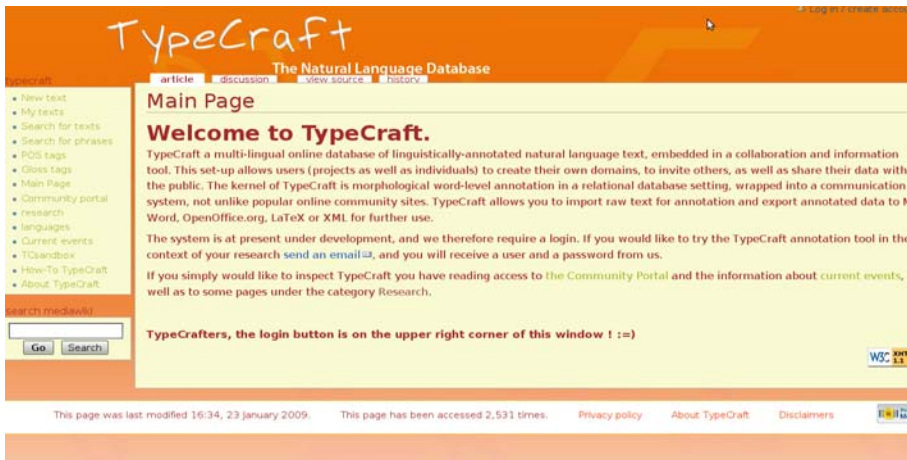 Log in / create accou
TypeCraft
The Natural Language Database
article discussion view source history
typecraft
New text
My texts
Search for texts
Search for phrases
POS tags
Gloss tags
Main Page
Community portal
research
languages
Current events
TCsandbox
How-To TypeCraft
About TypeCraft
search mediawiki
Go Search
Main Page
Welcome to TypeCraft.
TypeCraft a multi-lingual online database of linguistically-annotated natural language text, embedded in a collaboration and information
tool. This set-up allows users (projects as well as individuals) to create their own domains, to invite others, as well as share their data with
the public. The kernel of TypeCraft is morphological word-level annotation in a relational database setting, wrapped into a communication
system, not unlike popular online community sites. TypeCraft allows you to import raw text for annotation and export annotated data to M
Word, OpenOffice.org, LaTeX or XML for further use.
The system is at present under development, and we therefore require a login. If you would like to try the TypeCraft annotation tool in the
context of your research send an email, and you will receive a user and a password from us.
If you simply would like to inspect TypeCraft you have reading access to the Community Portal and the information about current events,
well as to some pages under the category Research.
TypeCrafters, the login button is on the upper right corner of this window ! :=)
W3C XHT
1.1
This page was last modified 16:34, 23 January 2009. This page has been accessed 2,531 times. Privacy policy About TypeCraft Disclaimers